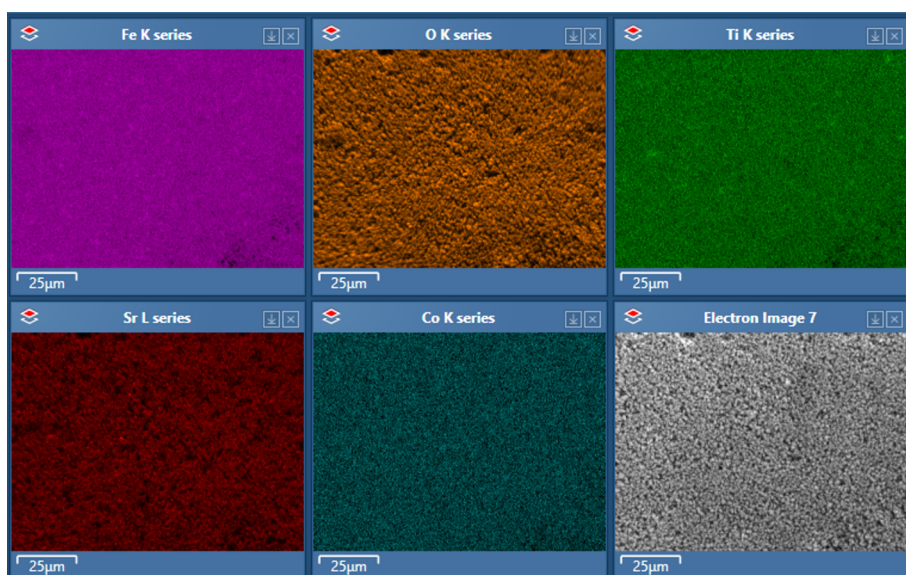 Fe K series
O K series
Ti K series
25μm
25μm
25μm
Sr L series
Co K series
Electron Image 7
25μm
25μm
25μm